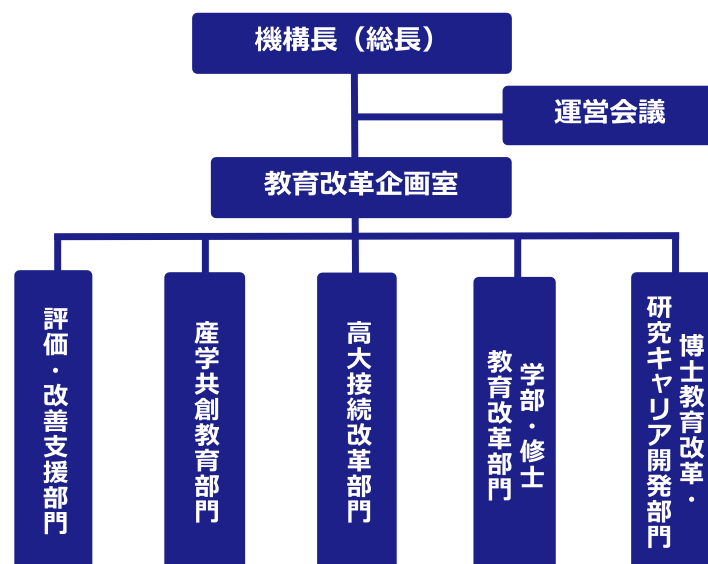 機構長（総長）
運営会議
教育改革企画室
評価・改善支援部門
産学共創教育部門
高大接続改革部門
学部・修士
教育改革部門
博士教育改革・
研究キャリア開発部門